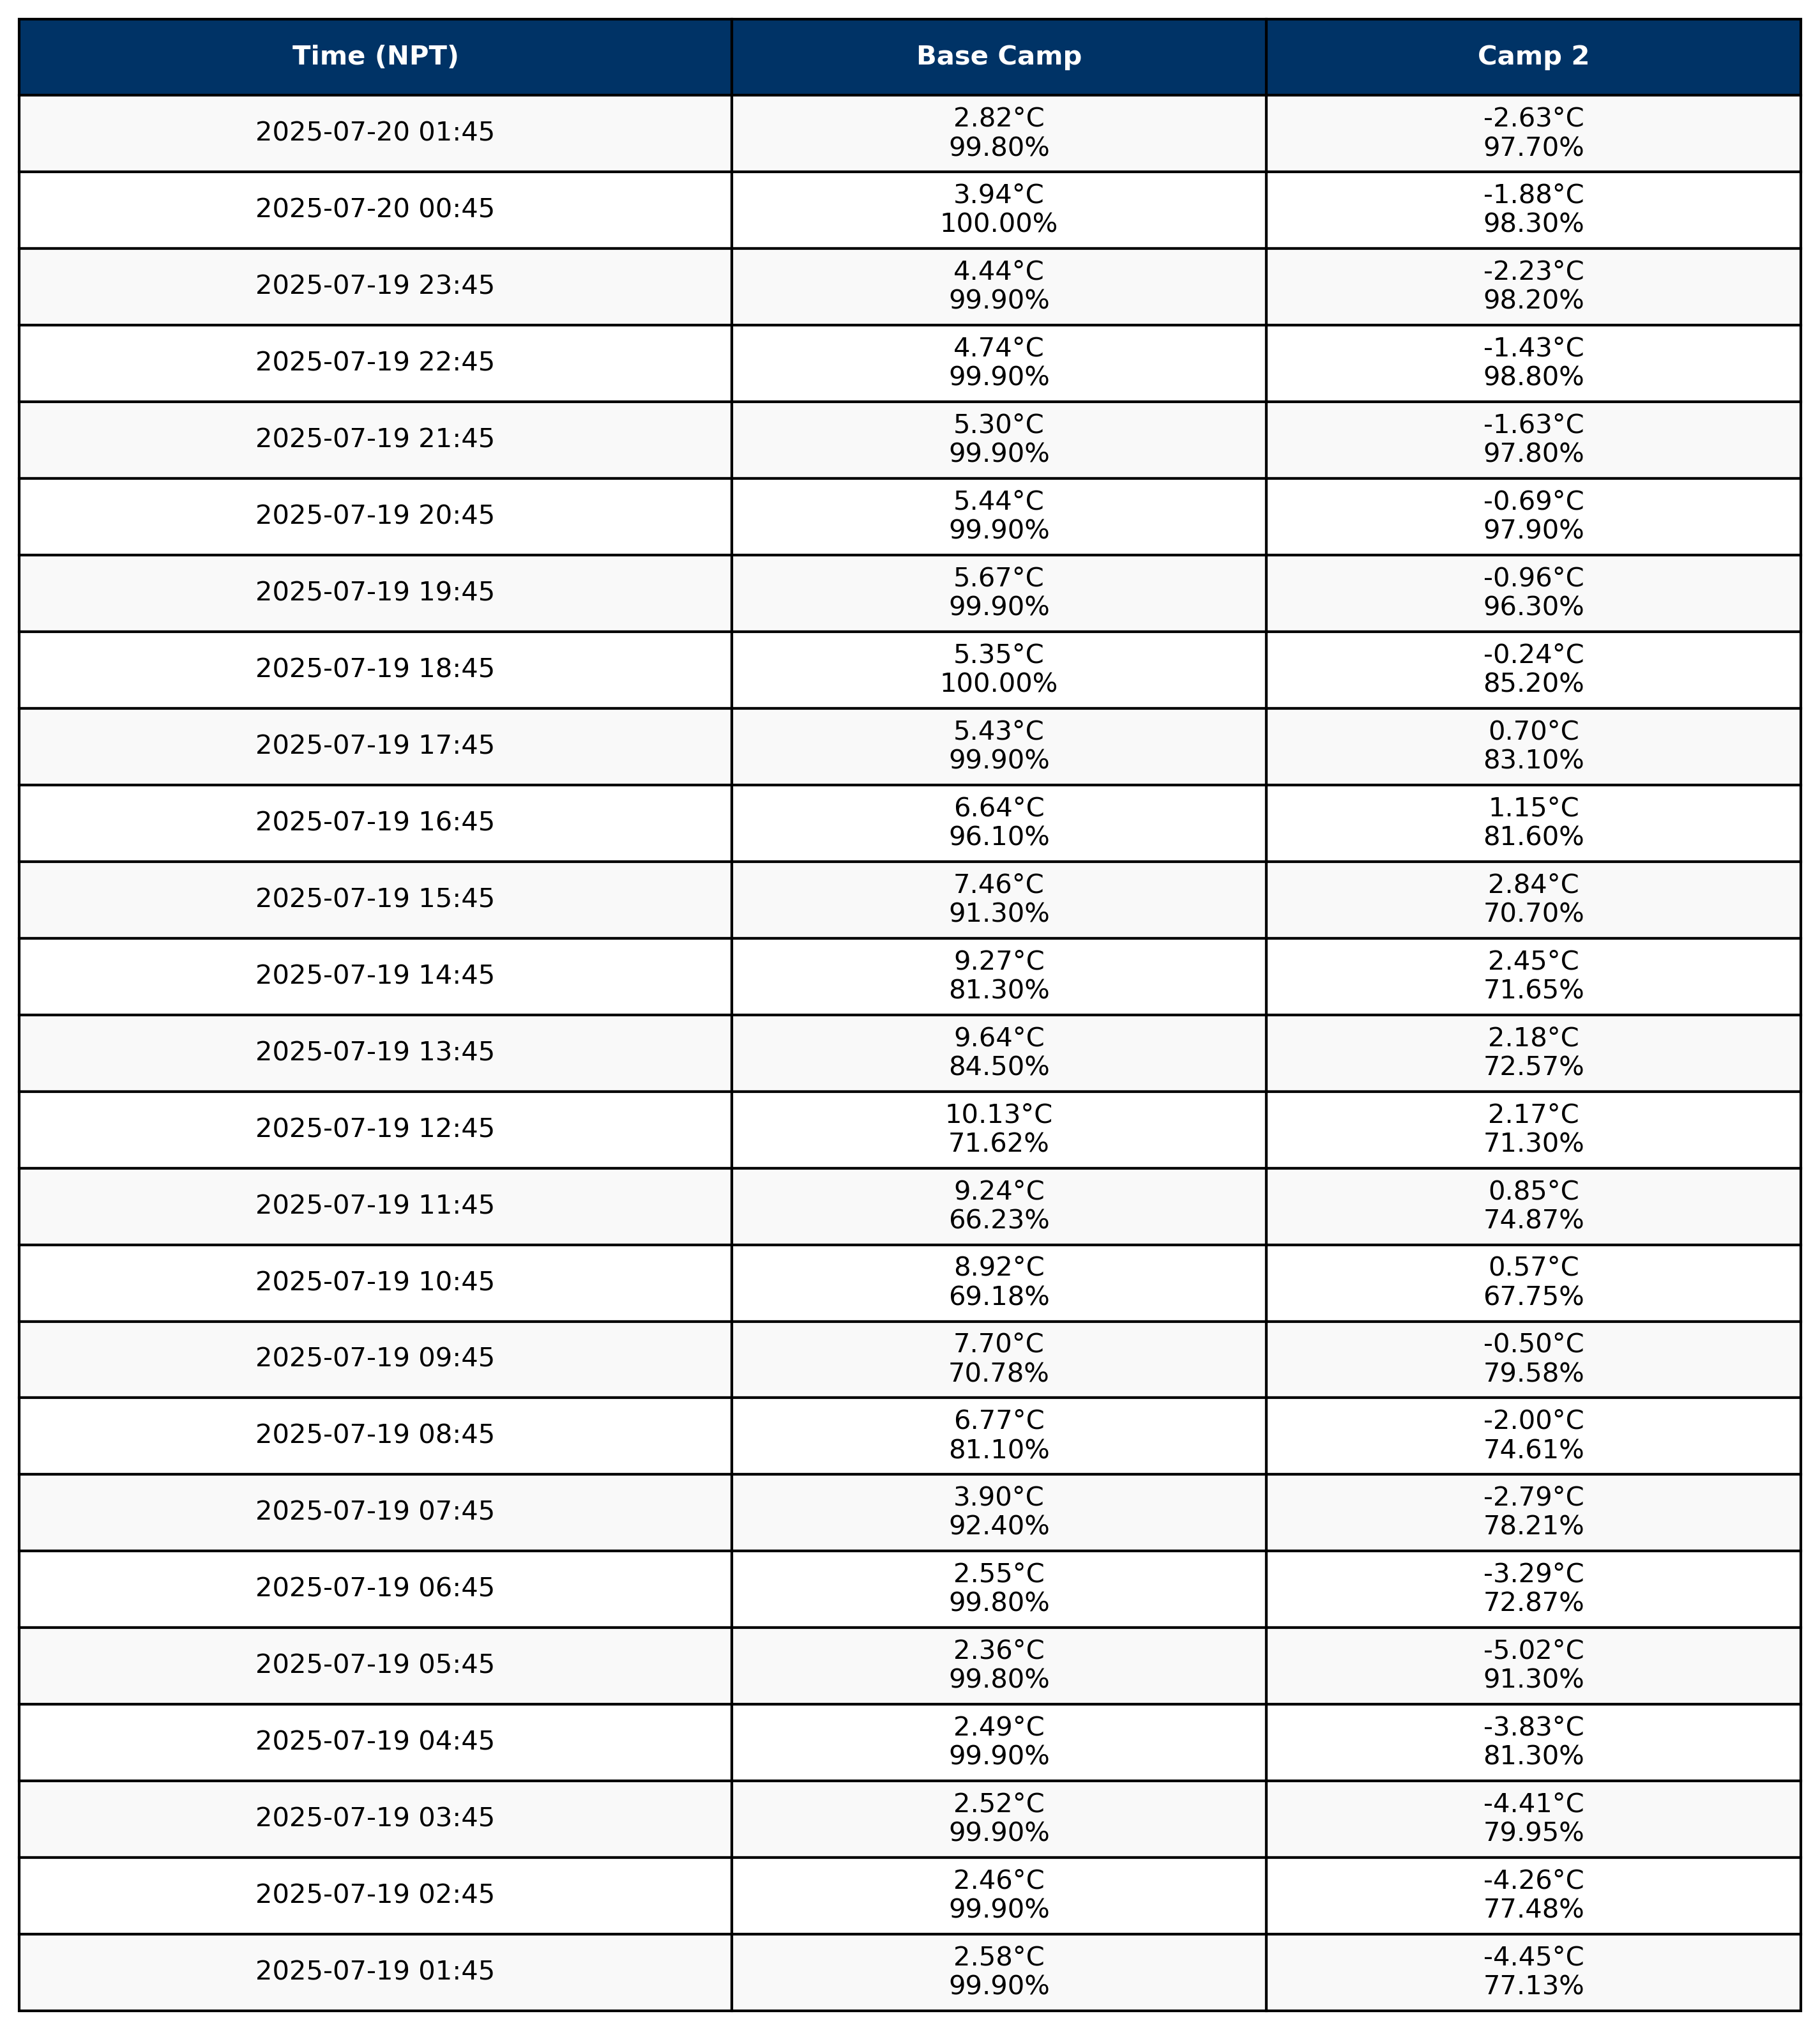 Time (NPT) Base Camp Camp 2
2025-07-20 01:45 2.82°C -2.63°C
99.80% 97.70%
2025-07-20 00:45 3.94°C -1.88°C
100.00% 98.30%
2025-07-19 23:45 4.44°C -2.23°C
99.90% 98.20%
2025-07-19 22:45 4.74°C -1.43°C
99.90% 98.80%
2025-07-19 21:45 5.30°C -1.63°C
99.90% 97.80%
2025-07-19 20:45 5.44°C -0.69°C
99.90% 97.90%
2025-07-19 19:45 5.67°C -0.96°C
99.90% 96.30%
2025-07-19 18:45 5.35°C -0.24°C
100.00% 85.20%
2025-07-19 17:45 5.43°C 0.70°C
99.90% 83.10%
2025-07-19 16:45 6.64°C 1.15°C
96.10% 81.60%
2025-07-19 15:45 7.46°C 2.84°C
91.30% 70.70%
2025-07-19 14:45 9.27°C 2.45°C
81.30% 71.65%
2025-07-19 13:45 9.64°C 2.18°C
84.50% 72.57%
2025-07-19 12:45 10.13°C 2.17°C
71.62% 71.30%
2025-07-19 11:45 9.24°C 0.85°C
66.23% 74.87%
2025-07-19 10:45 8.92°C 0.57°C
69.18% 67.75%
2025-07-19 09:45 7.70°C -0.50°C
70.78% 79.58%
2025-07-19 08:45 6.77°C -2.00°C
81.10% 74.61%
2025-07-19 07:45 3.90°C -2.79°C
92.40% 78.21%
2025-07-19 06:45 2.55°C -3.29°C
99.80% 72.87%
2025-07-19 05:45 2.36°C -5.02°C
99.80% 91.30%
2025-07-19 04:45 2.49°C -3.83°C
99.90% 81.30%
2025-07-19 03:45 2.52°C -4.41°C
99.90% 79.95%
2025-07-19 02:45 2.46°C -4.26°C
99.90% 77.48%
2025-07-19 01:45 2.58°C -4.45°C
99.90% 77.13%